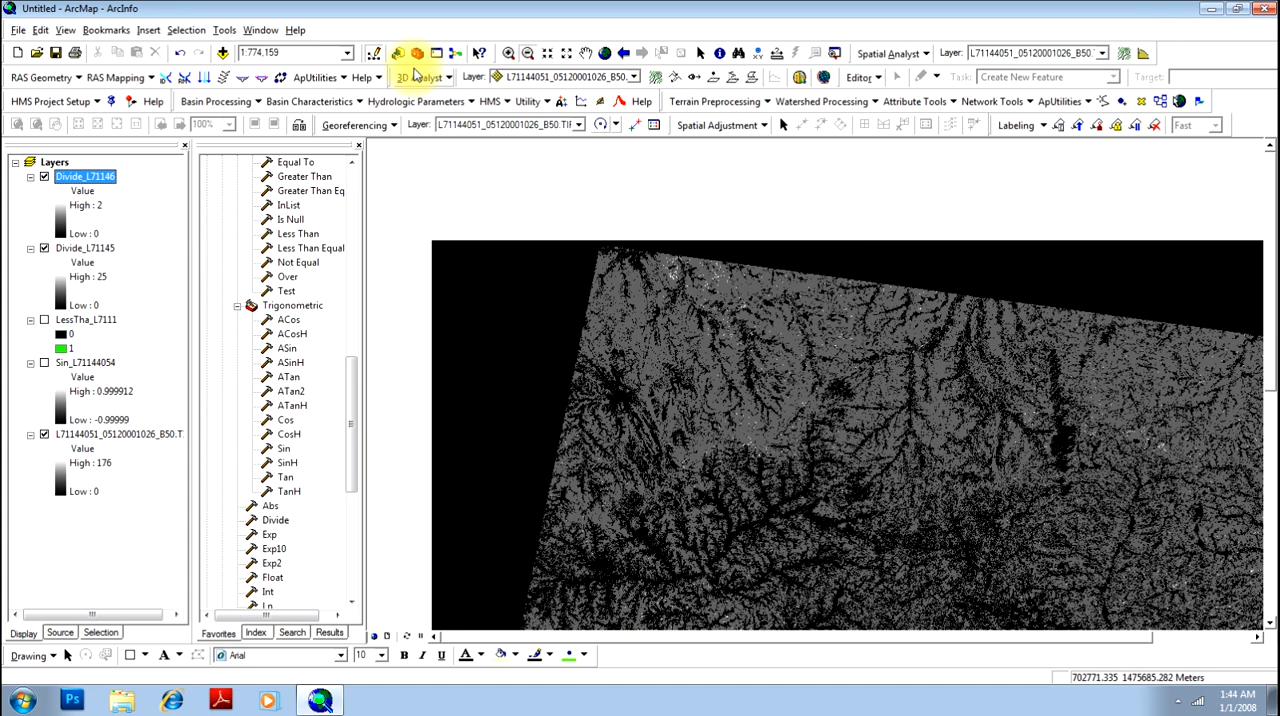 Untitled - ArcMap - ArcInfo
File Edit View Bookmarks Insert Selection Tools Window Help
1:774,159 Spatial Analyst Layer: L71144051_05120001026_B50.T
RAS Geometry RAS Mapping ApUtilities Help 3D Analyst Layer: L71144051_05120001026_B50. Editor Task: Create New Feature Target:
HMS Project Setup Help Basin Processing Basin Characteristics Hydrologic Parameters HMS Utility Help Terrain Preprocessing Watershed Processing Attribute Tools Network Tools ApUtilities
100% Georeferencing Layer: L71144051_05120001026_B50.TIF Spatial Adjustment Labeling Fast
Layers
Divide_L71146
Value
High : 2
Low : 0
Divide_L71145
Value
High : 25
Low : 0
LessTha_L7111
0
1
Sin_L71144054
Value
High : 0.999912
Low : -0.99999
L71144051_05120001026_B50.T
Value
High : 176
Low : 0
Equal To
Greater Than
Greater Than Eq
InList
Is Null
Less Than
Less Than Equal
Not Equal
Over
Test
Trigonometric
ACos
ACosH
ASin
ASinH
ATan
ATan2
ATanH
Cos
CosH
Sin
SinH
Tan
TanH
Abs
Divide
Exp
Exp10
Exp2
Float
Int
Ln
Display Source Selection
Favorites Index Search Results
Drawing A Arial 10 B I U A
702771.335 1475685.282 Meters
Ps
1:44 AM
1/1/2008